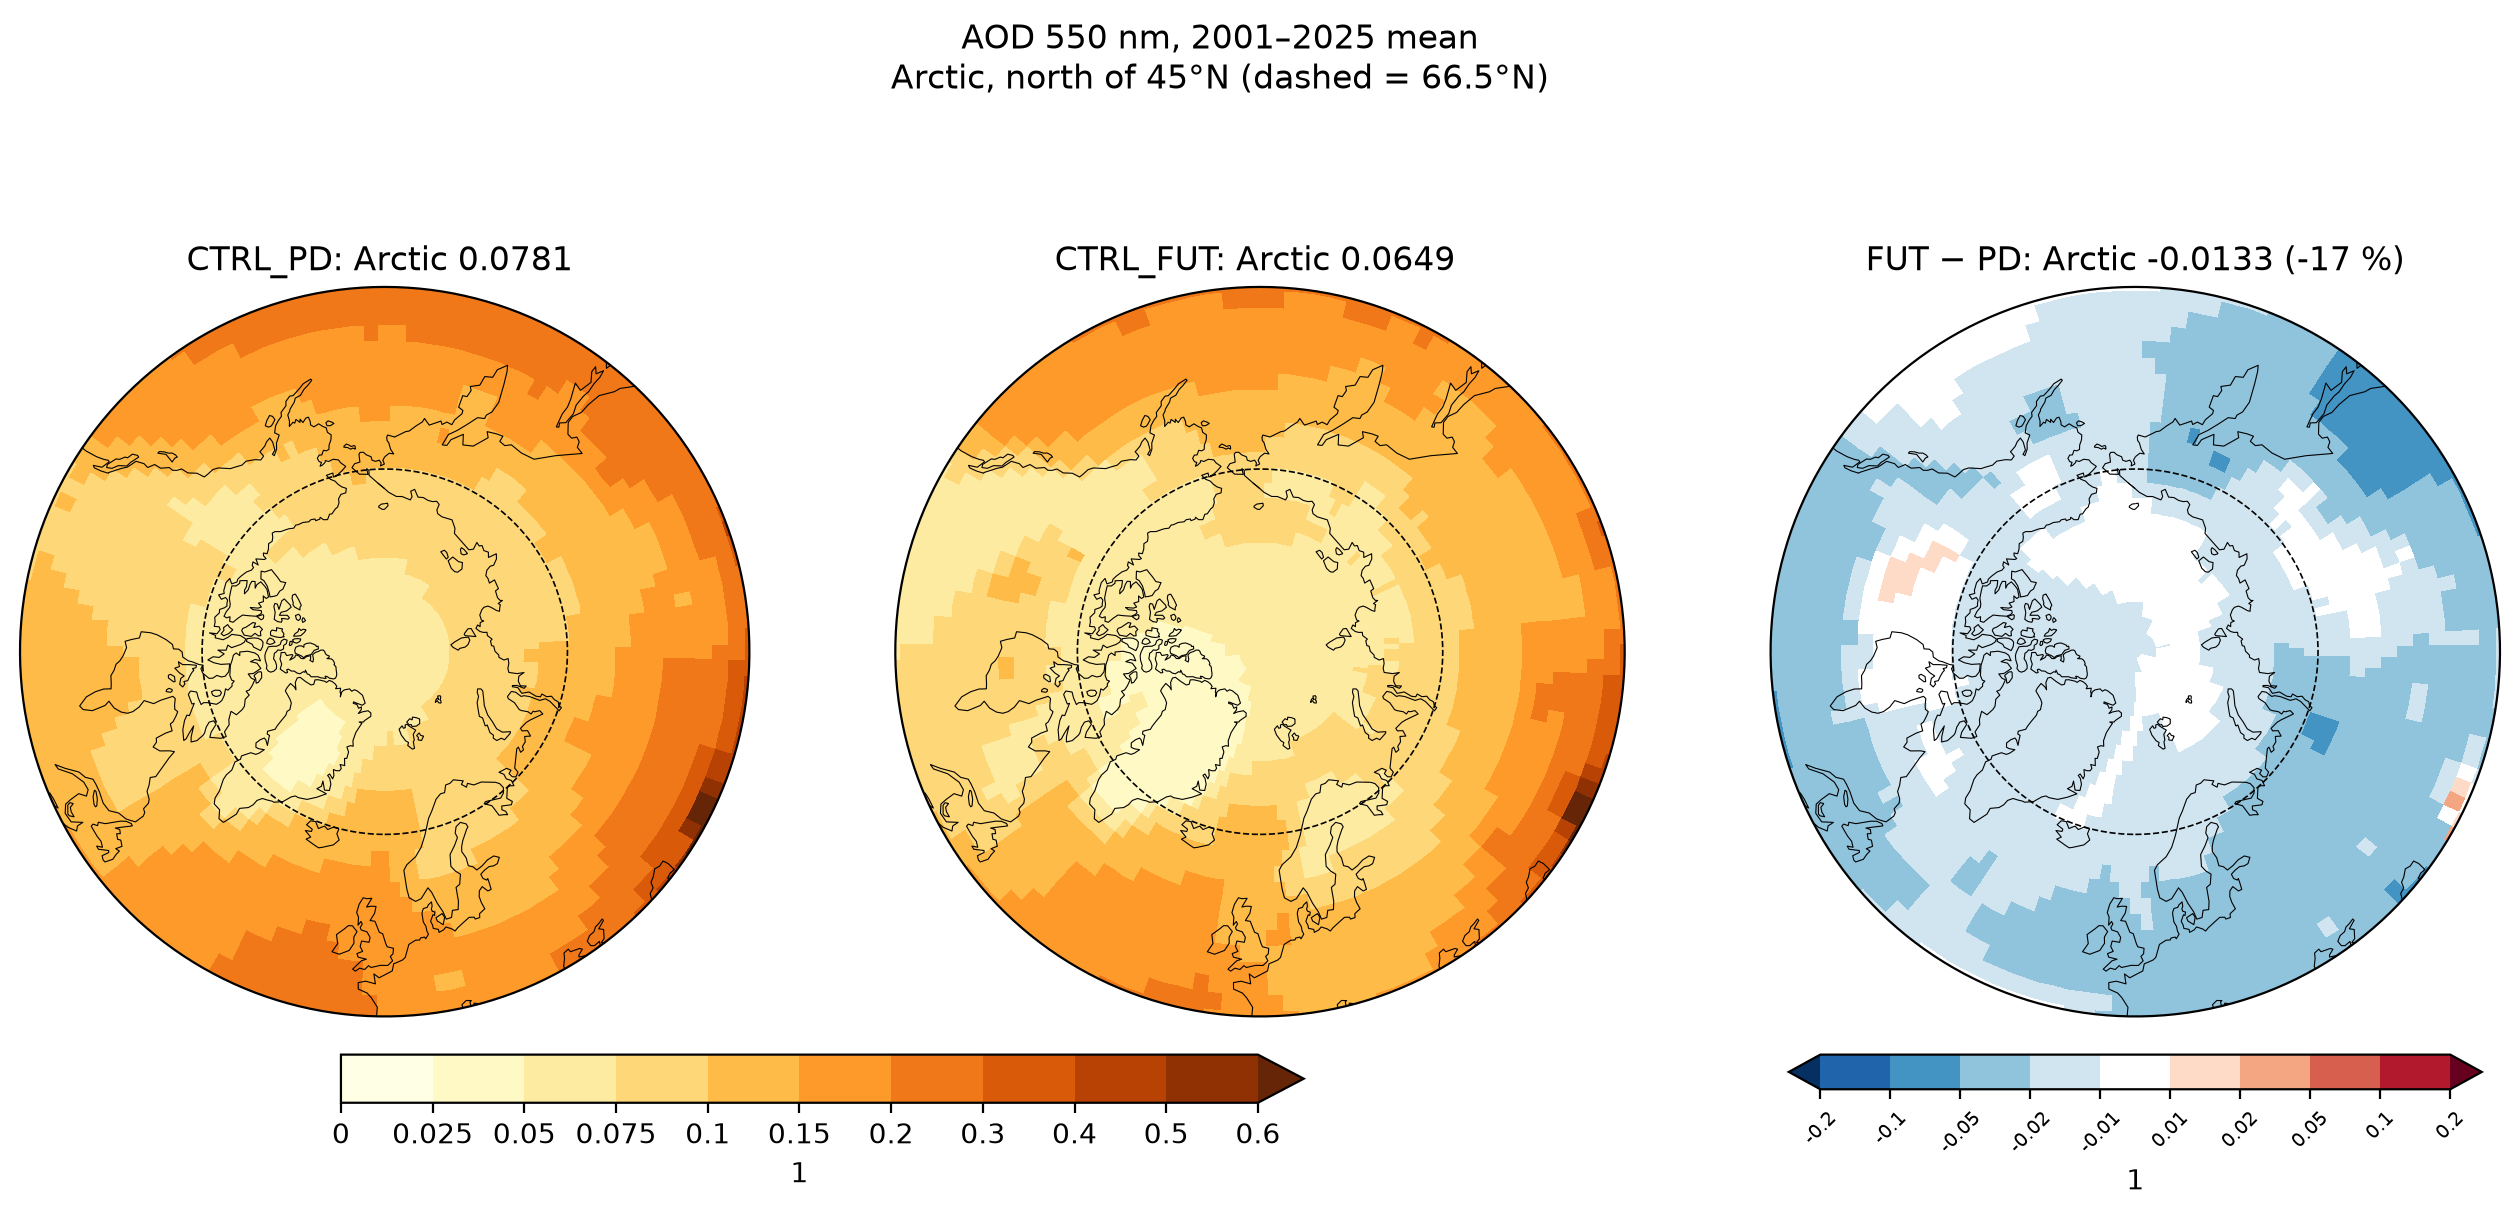 AOD 550 nm, 2001–2025 mean
Arctic, north of 45°N (dashed = 66.5°N)
CTRL_PD: Arctic 0.0781
CTRL_FUT: Arctic 0.0649
FUT − PD: Arctic -0.0133 (-17 %)
0 0.025 0.05 0.075 0.1 0.15 0.2 0.3 0.4 0.5 0.6
1
-0.2 -0.1 -0.05 -0.02 -0.01 0.01 0.02 0.05 0.1 0.2
1